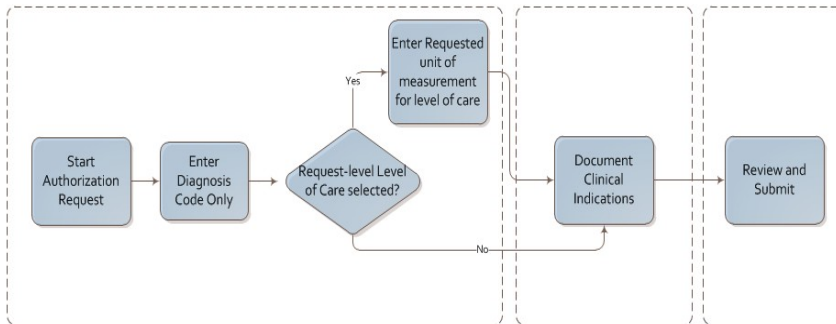 Start
Authorization
Request
Enter
Diagnosis
Code Only
Request-level Level
of Care selected?
Yes
Enter Requested
unit of
measurement
for level of care
No
Document
Clinical
Indications
Review and
Submit